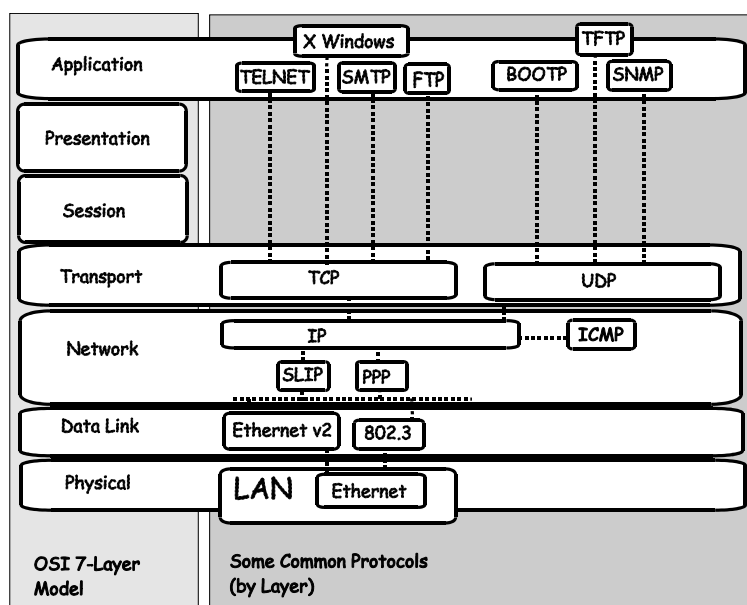 X Windows
TFTP
Application
TELNET
SMTP
FTP
BOOTP
SNMP
Presentation
Session
Transport
TCP
UDP
Network
IP
ICMP
SLIP
PPP
Data Link
Ethernet v2
802.3
Physical
LAN
Ethernet
OSI 7-Layer
Model
Some Common Protocols
(by Layer)